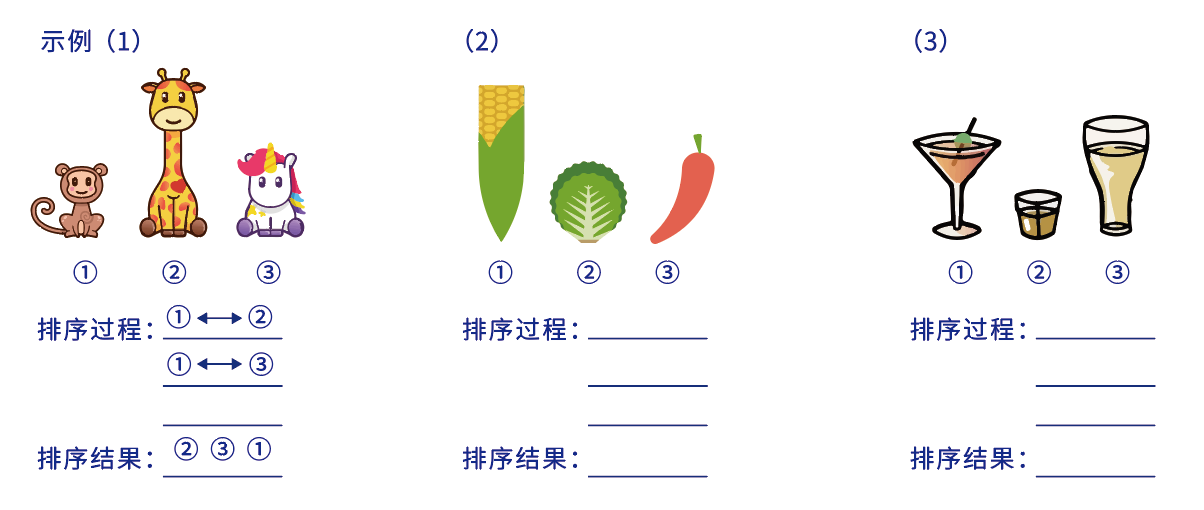 示例（1）
① ② ③
排序过程： ① ⟷ ②
① ⟷ ③
排序结果： ② ③ ①
（2）
① ② ③
排序过程：
排序结果：
（3）
① ② ③
排序过程：
排序结果：